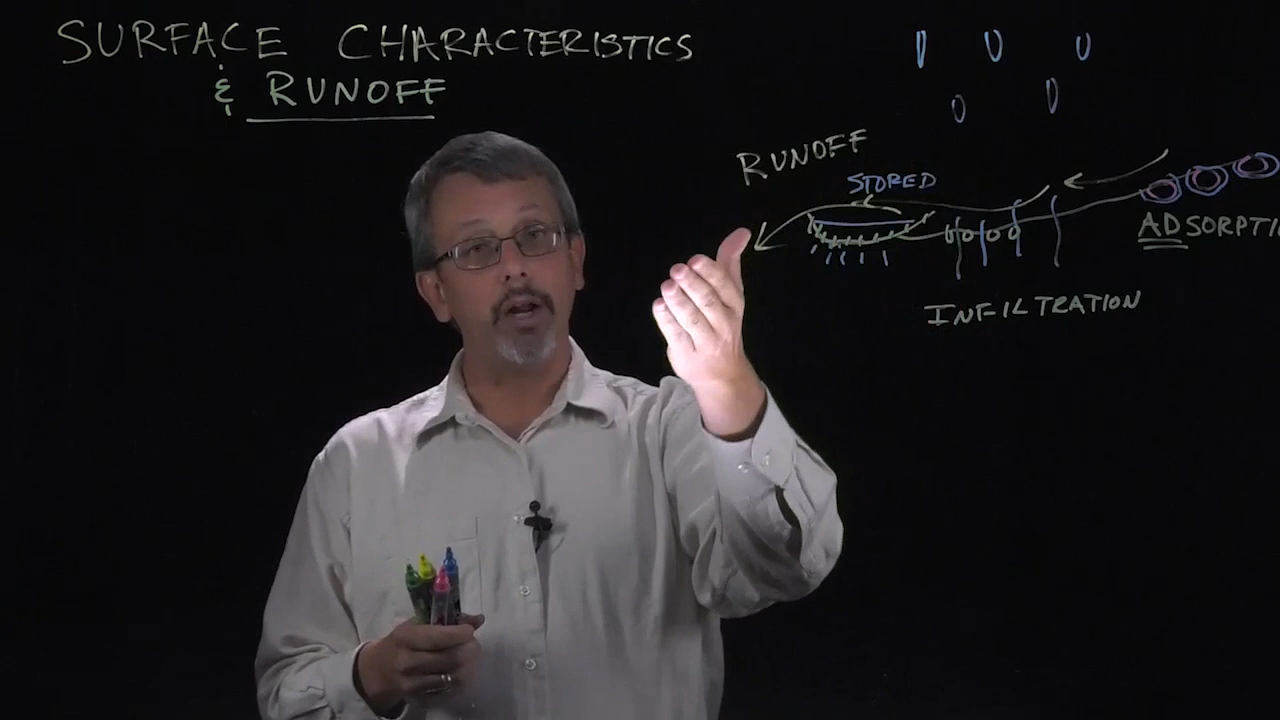 SURFACE CHARACTERISTICS
& RUNOFF
RUNOFF
STORED
ADSORPTI
INFILTRATION